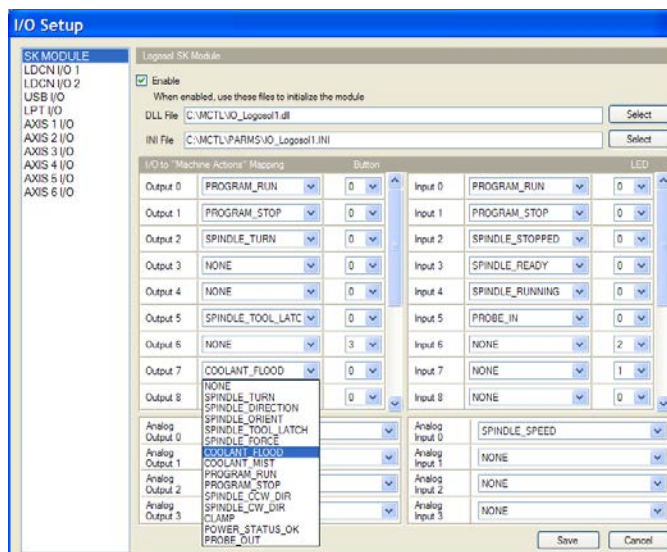 I/O Setup
SK MODULE
LDCN I/O 1
LDCN I/O 2
USB I/O
LPT I/O
AXIS 1 I/O
AXIS 2 I/O
AXIS 3 I/O
AXIS 4 I/O
AXIS 5 I/O
AXIS 6 I/O
Logosol SK Module
Enable
When enabled, use these files to initialize the module
DLL File C:\MCTL\IO_Logosol1.dll Select
INI File C:\MCTL\PARMS\IO_Logosol1.INI Select
I/O to "Machine Actions" Mapping Button LED
Output 0 PROGRAM_RUN 0 Input 0 PROGRAM_RUN 0
Output 1 PROGRAM_STOP 0 Input 1 PROGRAM_STOP 0
Output 2 SPINDLE_TURN 0 Input 2 SPINDLE_STOPPED 0
Output 3 NONE 0 Input 3 SPINDLE_READY 0
Output 4 NONE 0 Input 4 SPINDLE_RUNNING 0
Output 5 SPINDLE_TOOL_LATC 0 Input 5 PROBE_IN 0
Output 6 NONE 3 Input 6 NONE 2
Output 7 COOLANT_FLOOD 0 Input 7 NONE 1
Output 8 0 Input 8 NONE 0
NONE
SPINDLE_TURN
SPINDLE_DIRECTION
SPINDLE_ORIENT
SPINDLE_TOOL_LATCH
SPINDLE_FORCE
COOLANT_FLOOD
COOLANT_MIST
PROGRAM_RUN
PROGRAM_STOP
SPINDLE_CCW_DIR
SPINDLE_CW_DIR
CLAMP
POWER_STATUS_OK
PROBE_OUT
Analog Output 0
Analog Output 1
Analog Output 2
Analog Output 3
Analog Input 0 SPINDLE_SPEED
Analog Input 1 NONE
Analog Input 2 NONE
Analog Input 3 NONE
Save Cancel